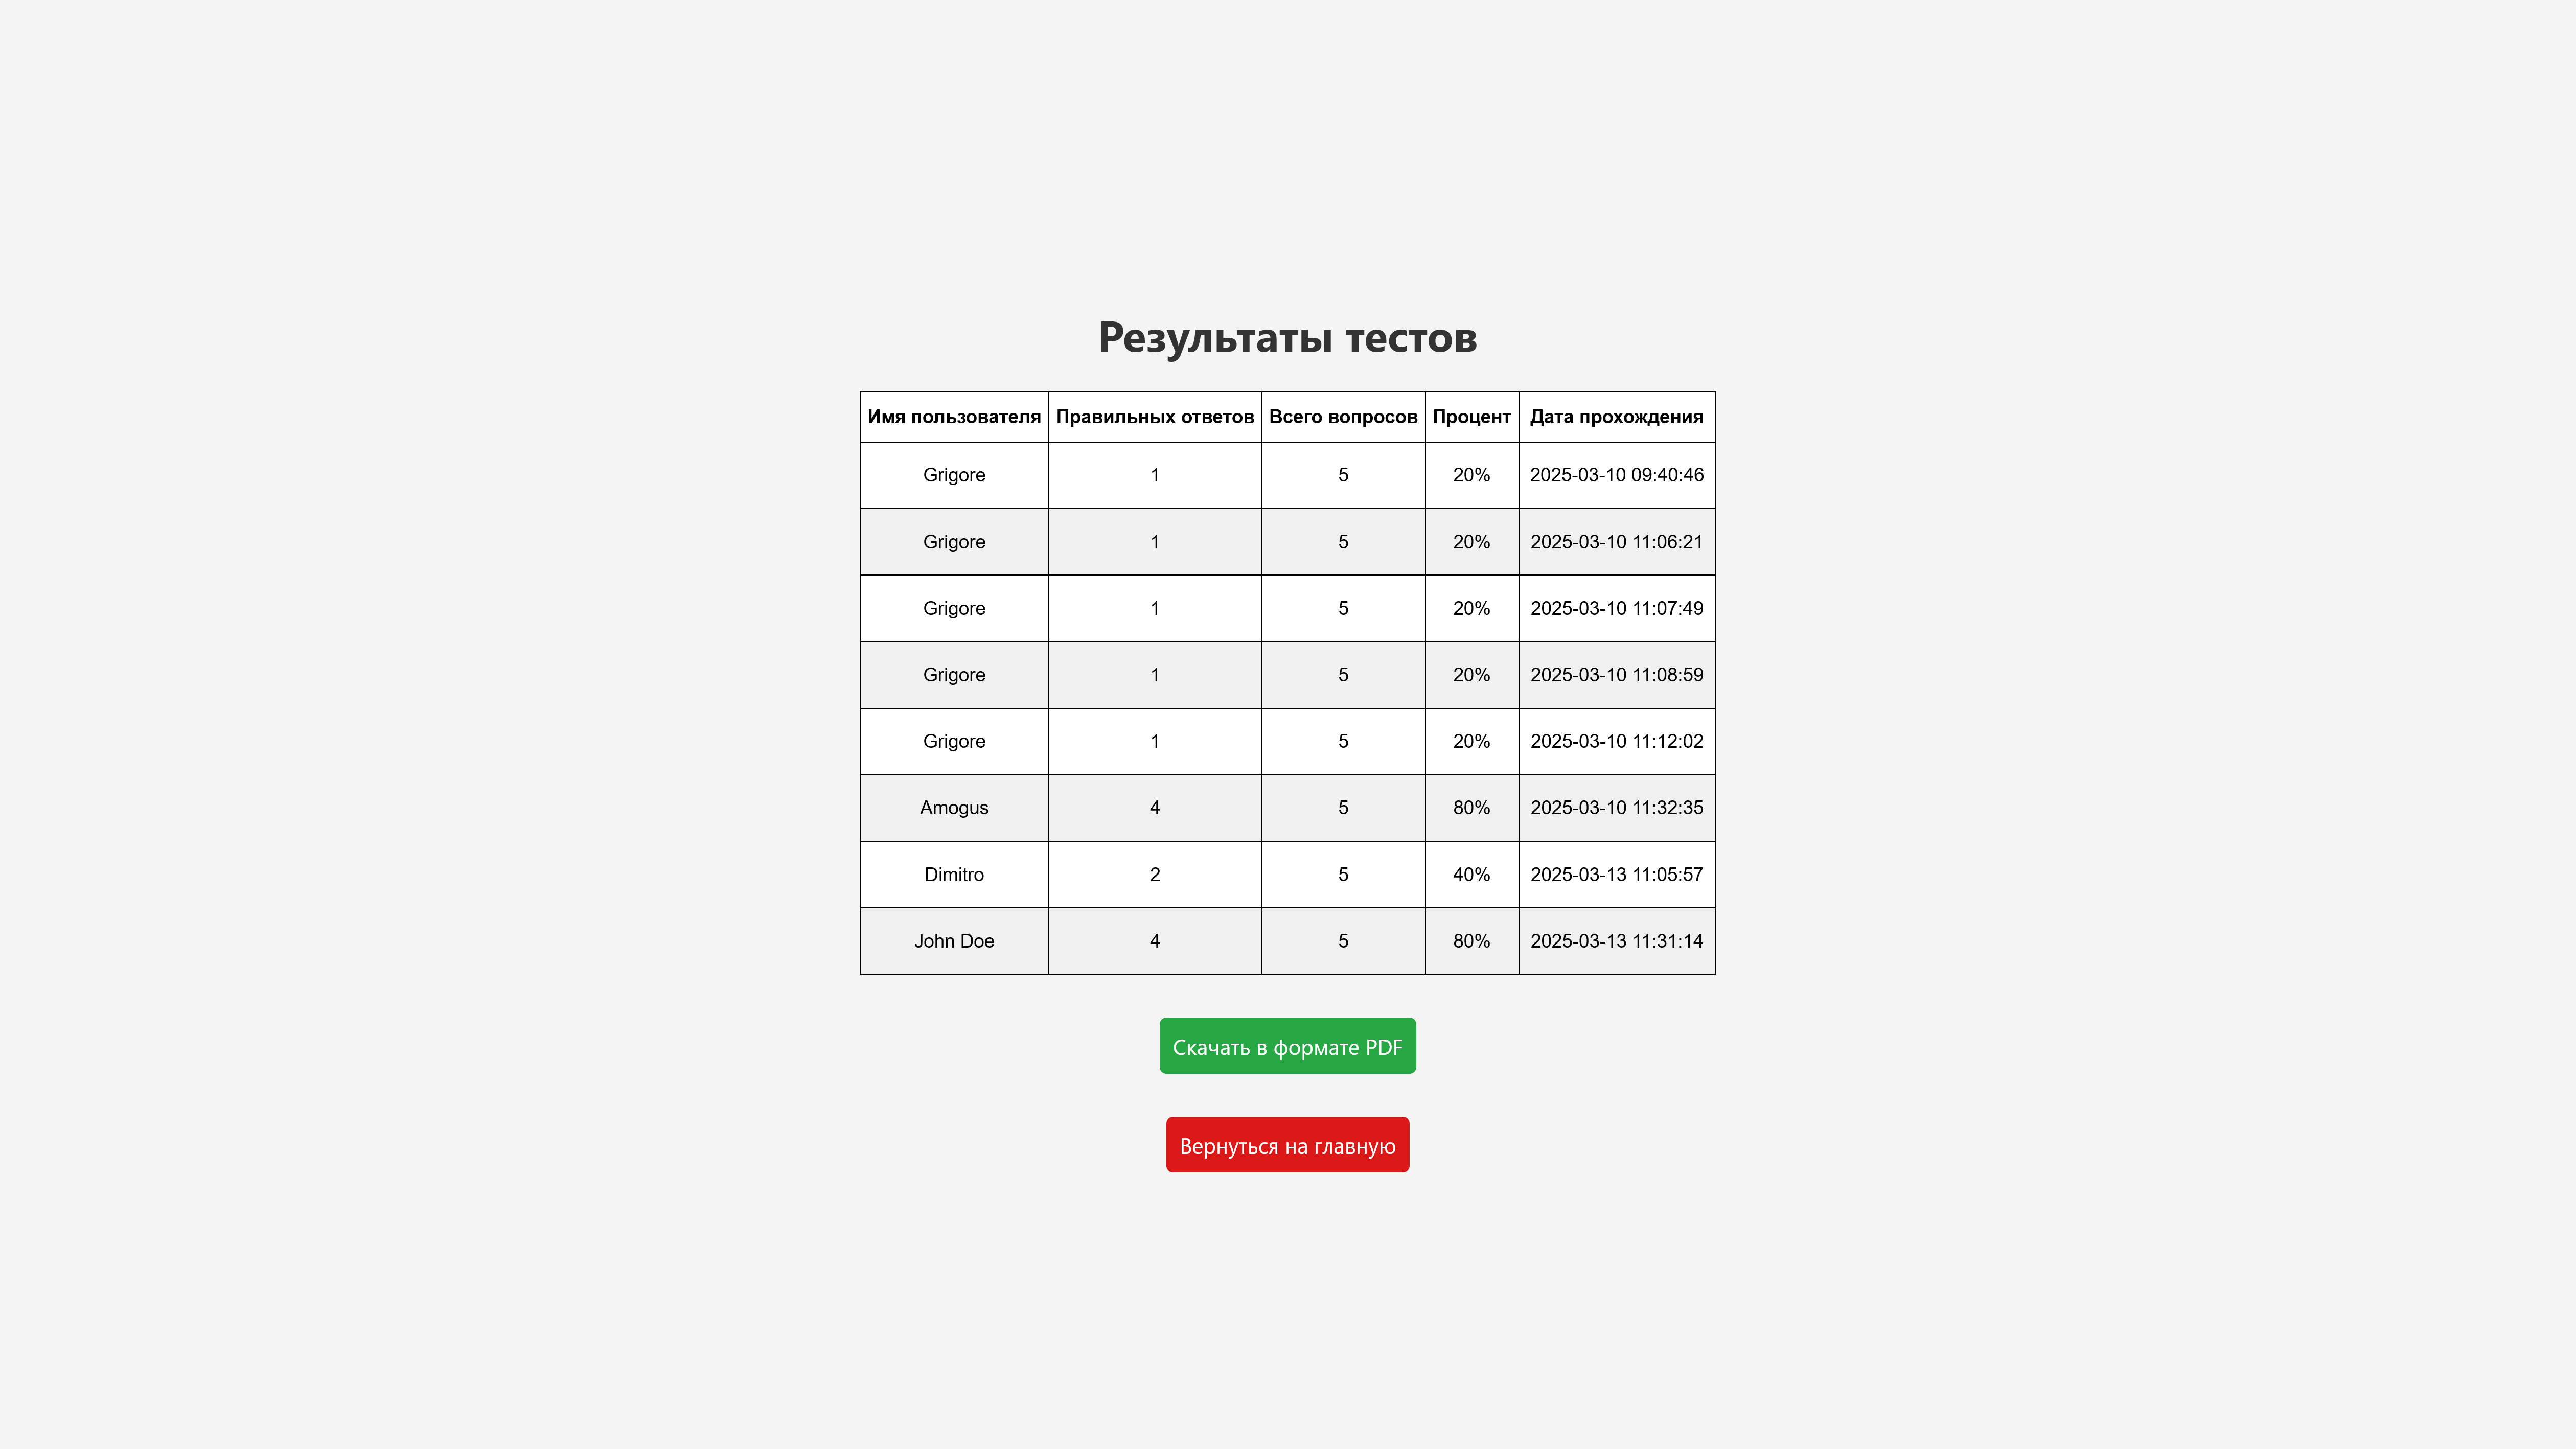 Результаты тестов
Имя пользователя Правильных ответов Всего вопросов Процент Дата прохождения
Grigore 1 5 20% 2025-03-10 09:40:46
Grigore 1 5 20% 2025-03-10 11:06:21
Grigore 1 5 20% 2025-03-10 11:07:49
Grigore 1 5 20% 2025-03-10 11:08:59
Grigore 1 5 20% 2025-03-10 11:12:02
Amogus 4 5 80% 2025-03-10 11:32:35
Dimitro 2 5 40% 2025-03-13 11:05:57
John Doe 4 5 80% 2025-03-13 11:31:14
Скачать в формате PDF
Вернуться на главную